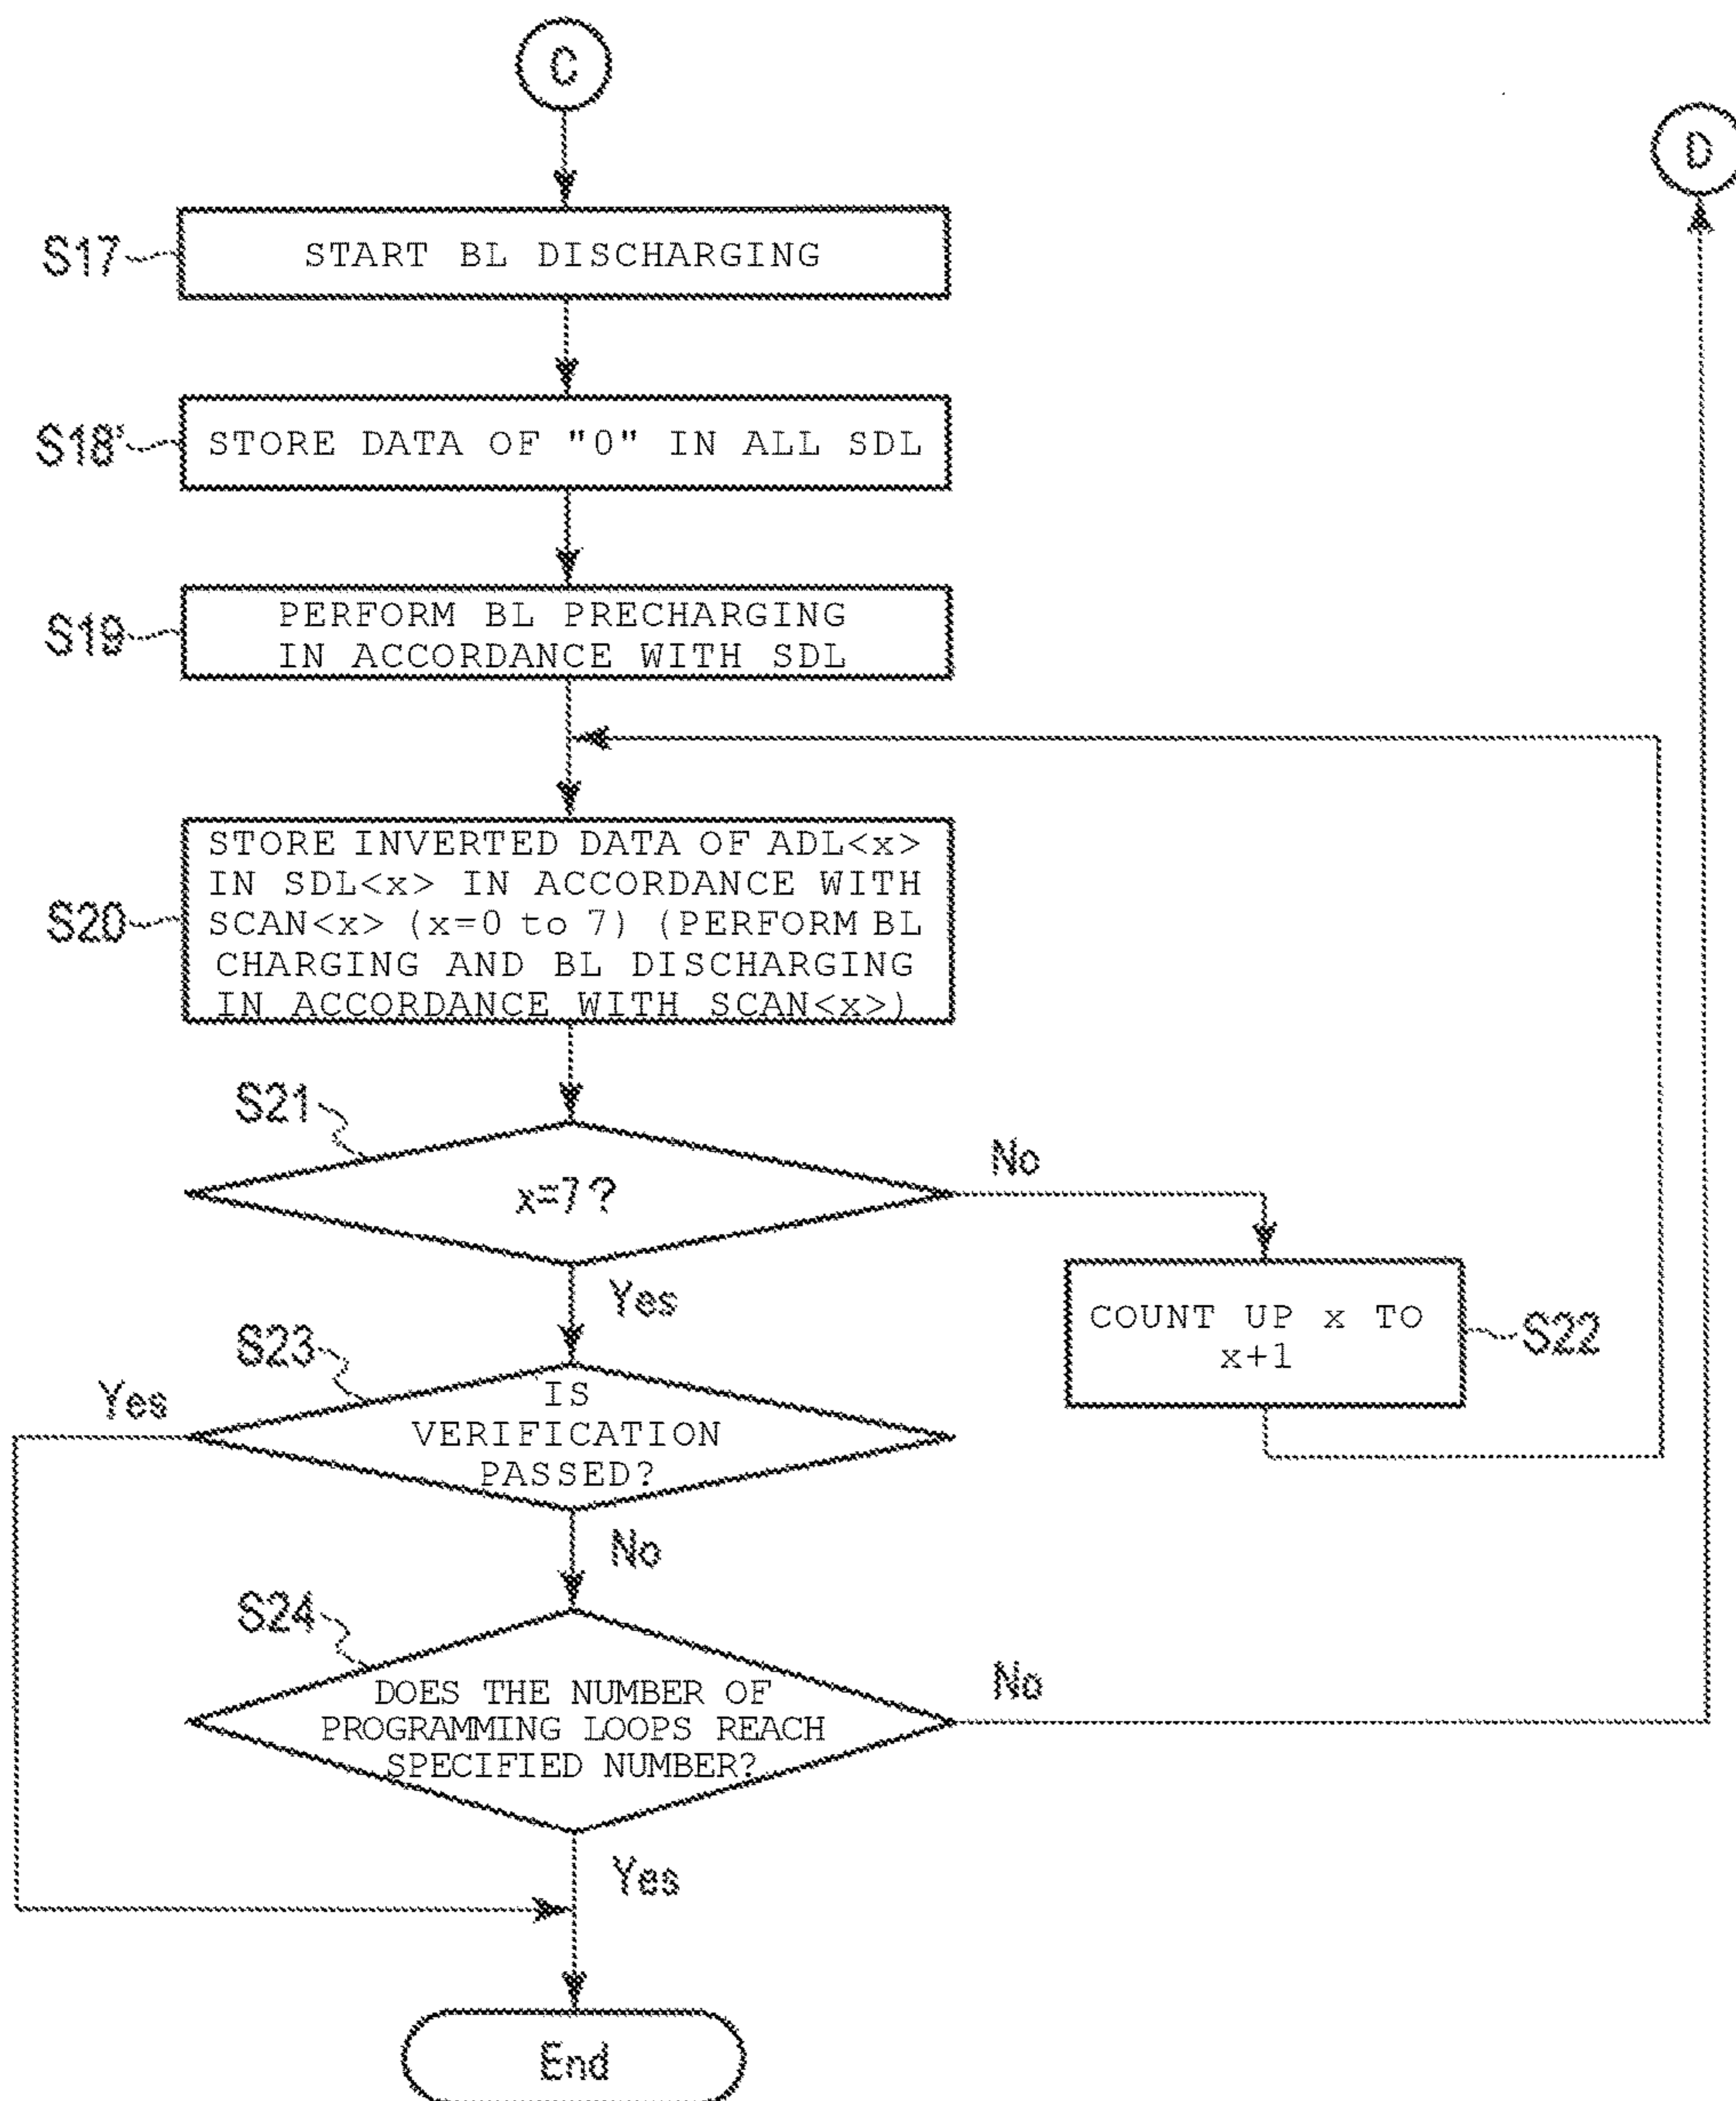 C
D
S17
START BL DISCHARGING
S18'
STORE DATA OF "0" IN ALL SDL
S19
PERFORM BL PRECHARGING
IN ACCORDANCE WITH SDL
S20
STORE INVERTED DATA OF ADL<x>
IN SDL<x> IN ACCORDANCE WITH
SCAN<x> (x=0 to 7) (PERFORM BL
CHARGING AND BL DISCHARGING
IN ACCORDANCE WITH SCAN<x>)
S21
x=7?
No
Yes
COUNT UP x TO
x+1
S22
S23
Yes
IS
VERIFICATION
PASSED?
No
S24
DOES THE NUMBER OF
PROGRAMMING LOOPS REACH
SPECIFIED NUMBER?
No
Yes
End